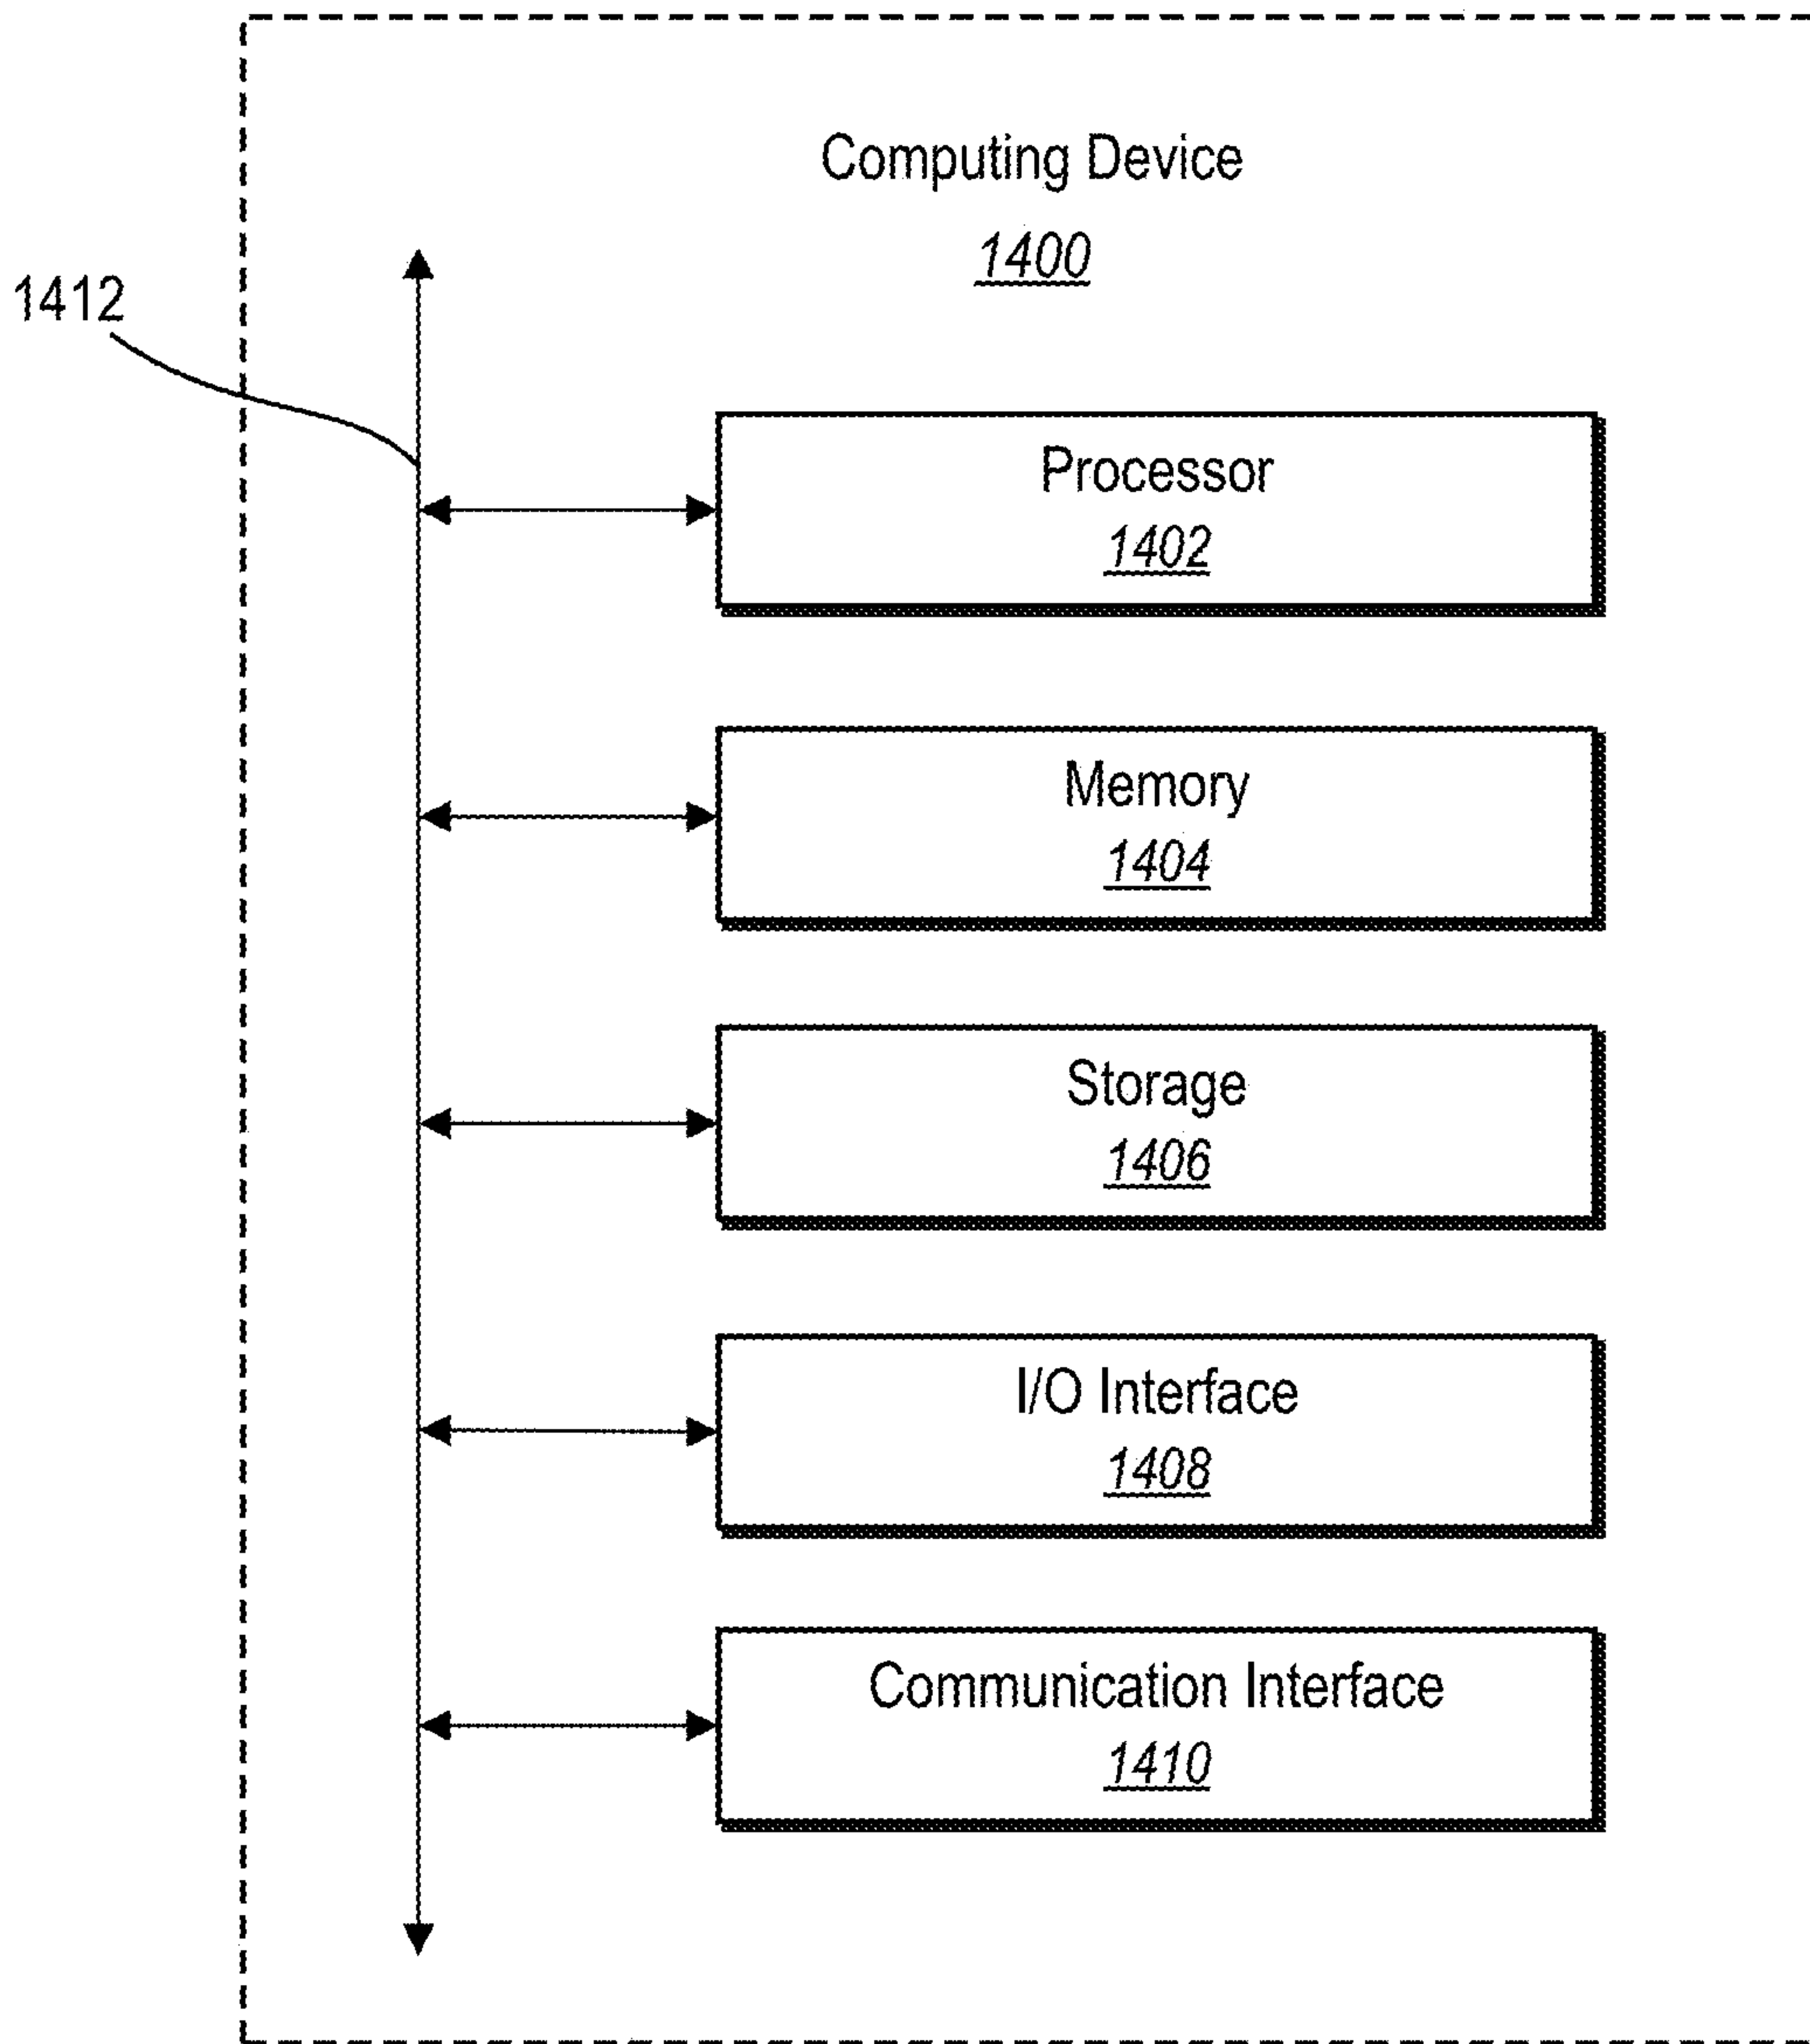 Computing Device
1400
1412
Processor
1402
Memory
1404
Storage
1406
I/O Interface
1408
Communication Interface
1410